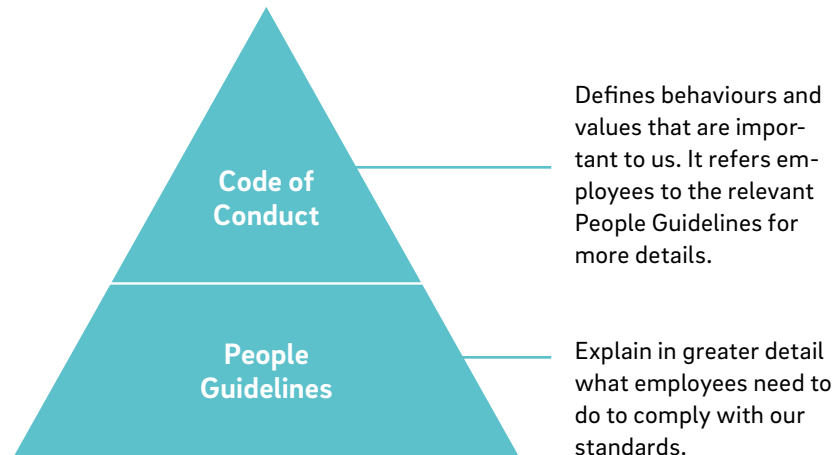 Code of
Conduct
Defines behaviours and
values that are impor-
tant to us. It refers em-
ployees to the relevant
People Guidelines for
more details.
People
Guidelines
Explain in greater detail
what employees need to
do to comply with our
standards.